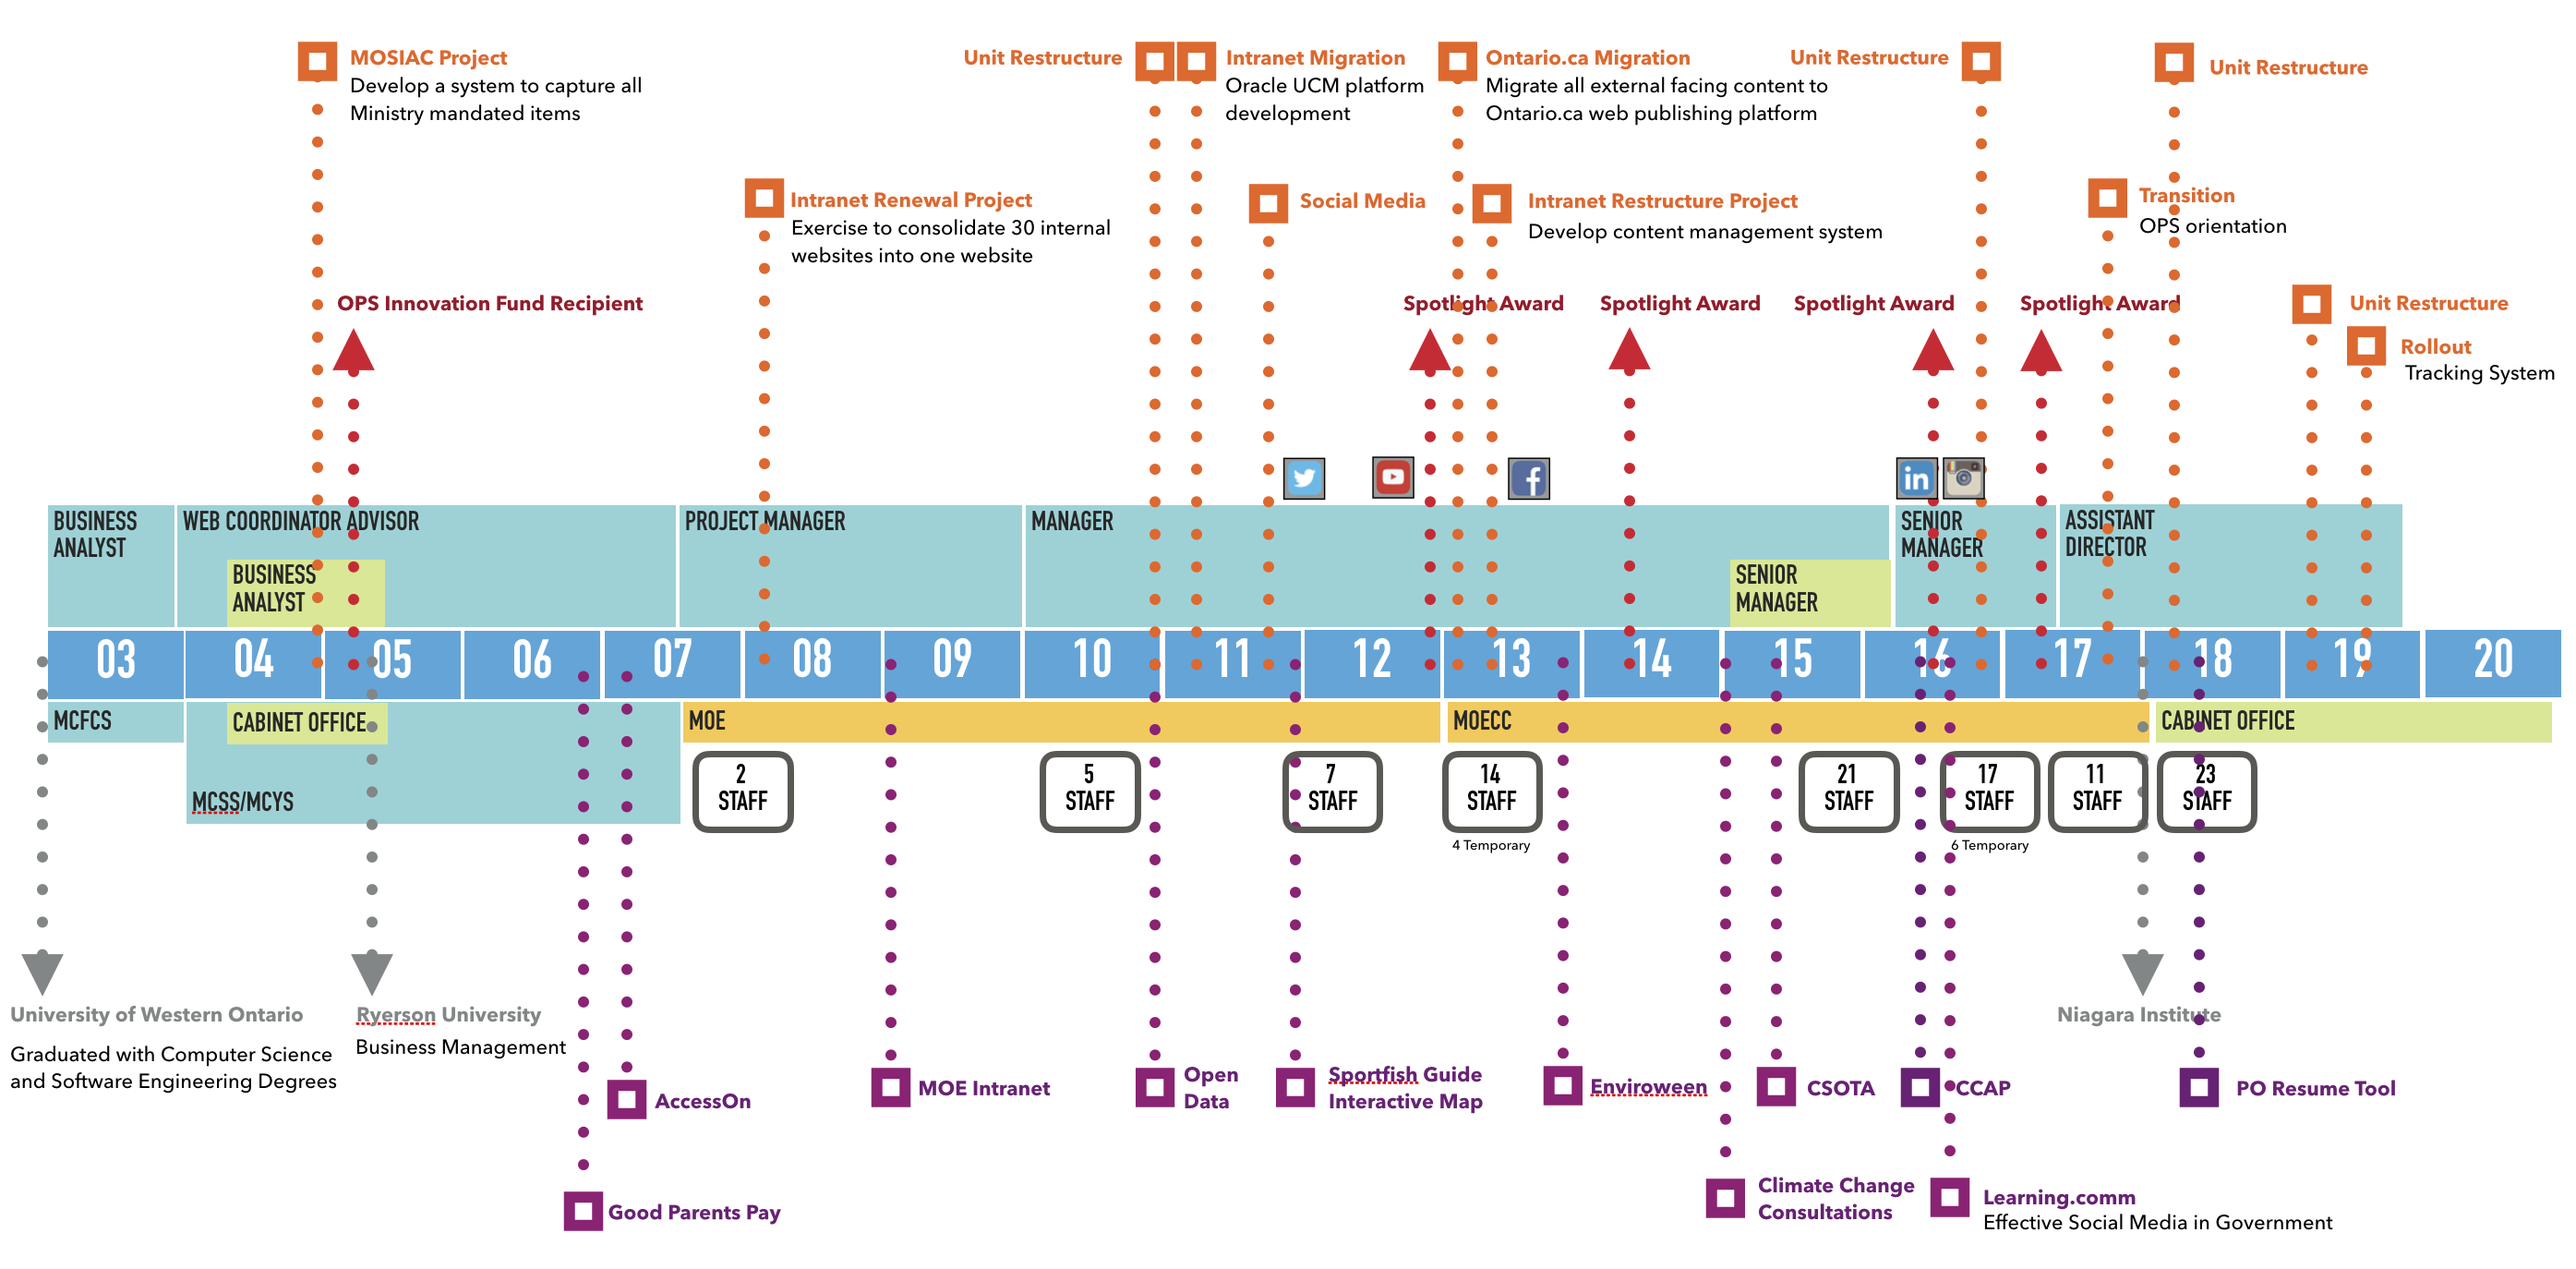 MOSIAC Project
Develop a system to capture all
Ministry mandated items
Unit Restructure
Intranet Migration
Oracle UCM platform
development
Ontario.ca Migration
Migrate all external facing content to
Ontario.ca web publishing platform
Unit Restructure
Unit Restructure
Intranet Renewal Project
Exercise to consolidate 30 internal
websites into one website
Social Media
Intranet Restructure Project
Develop content management system
Transition
OPS orientation
OPS Innovation Fund Recipient
Spotlight Award
Spotlight Award
Spotlight Award
Spotlight Award
Unit Restructure
Rollout
Tracking System
in
f
BUSINESS
ANALYST
WEB COORDINATOR ADVISOR
BUSINESS
ANALYST
PROJECT MANAGER
MANAGER
SENIOR
MANAGER
SENIOR
MANAGER
ASSISTANT
DIRECTOR
03 04 05 06 07 08 09 10 11 12 13 14 15 16 17 18 19 20
MCFCS
CABINET OFFICE
MCSS/MCYS
MOE
MOECC
CABINET OFFICE
2
STAFF
5
STAFF
7
STAFF
14
STAFF
4 Temporary
21
STAFF
17
STAFF
6 Temporary
11
STAFF
23
STAFF
University of Western Ontario
Graduated with Computer Science
and Software Engineering Degrees
Ryerson University
Business Management
Niagara Institute
AccessOn
MOE Intranet
Open
Data
Sportfish Guide
Interactive Map
Enviroween
CSOTA
CCAP
PO Resume Tool
Good Parents Pay
Climate Change
Consultations
Learning.comm
Effective Social Media in Government